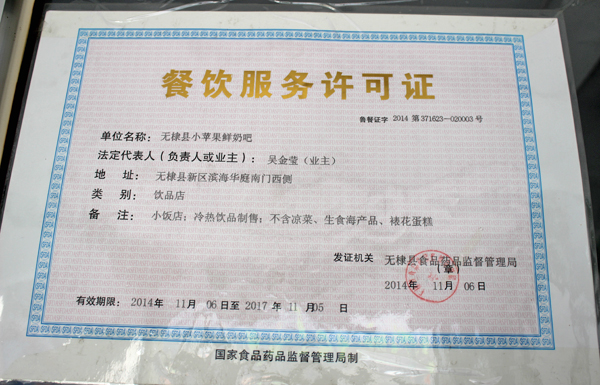 餐饮服务许可证
鲁餐证字 2014 第371623—020003 号
单位名称: 无棣县小苹果鲜奶吧
法定代表人(负责人或业主): 吴金莹(业主)
地 址: 无棣县新区滨海华庭南门西侧
类 别: 饮品店
备 注: 小饭店; 冷热饮品制售; 不含凉菜、生食海产品、裱花蛋糕
发证机关 无棣县食品药品监督管理局
(章)
2014年 11月 06日
有效期限: 2014年 11月 06日至 2017年 11月05 日
国家食品药品监督管理局制